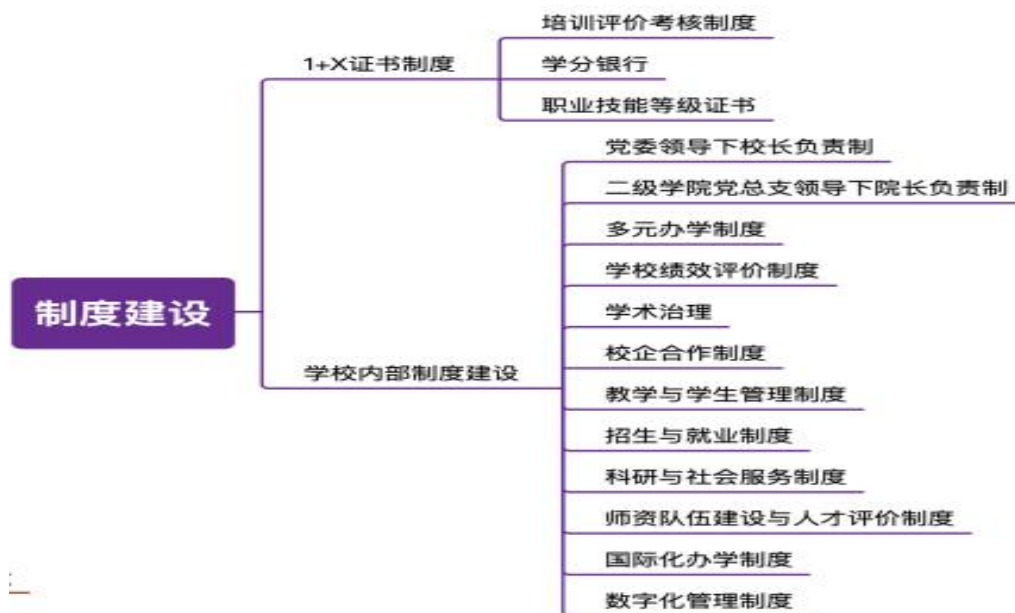 制度建设
1+X证书制度
培训评价考核制度
学分银行
职业技能等级证书
学校内部制度建设
党委领导下校长负责制
二级学院党总支领导下院长负责制
多元办学制度
学校绩效评价制度
学术治理
校企合作制度
教学与学生管理制度
招生与就业制度
科研与社会服务制度
师资队伍建设与人才评价制度
国际化办学制度
数字化管理制度